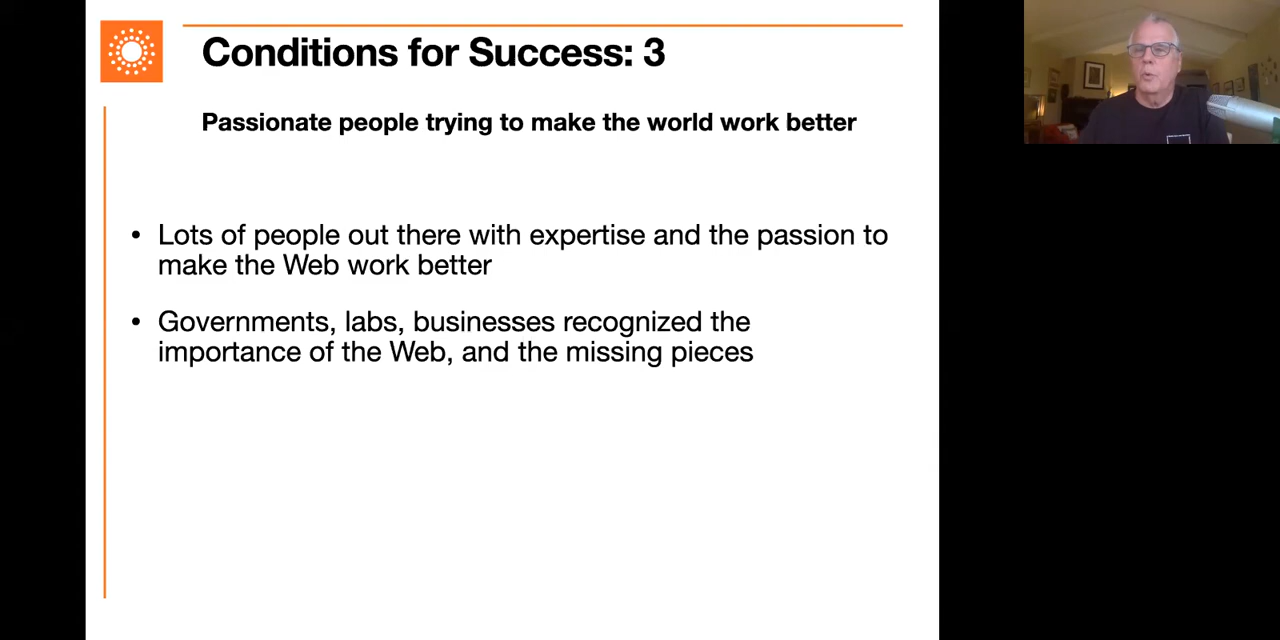 Conditions for Success: 3
Passionate people trying to make the world work better
• Lots of people out there with expertise and the passion to
make the Web work better
• Governments, labs, businesses recognized the
importance of the Web, and the missing pieces